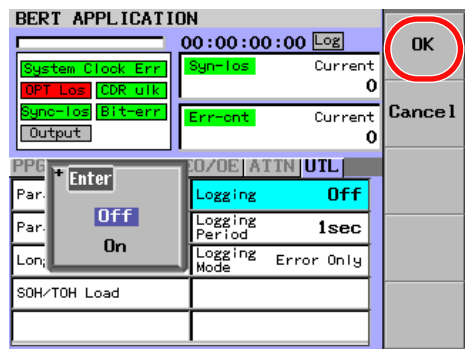 BERT APPLICATION
00:00:00:00 Log
OK
System Clock Err
OPT Los CDR ulk
Sync-los Bit-err
Output
Syn-los Current
0
Err-cnt Current
0
Cancel
PPG EO/OE ATTN UTL
Enter
Off
On
Par. Logging Off
Par. Logging Period 1sec
Lon Logging Mode Error Only
SOH/TOH Load